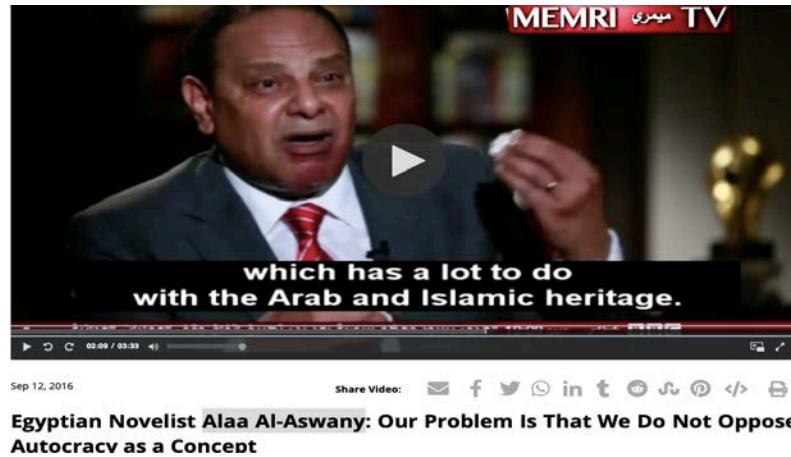 MEMRI ميمري TV
which has a lot to do
with the Arab and Islamic heritage.
02:09 / 03:33
Sep 12, 2016
Share Video:
Egyptian Novelist Alaa Al-Aswany: Our Problem Is That We Do Not Oppose
Autocracy as a Concept